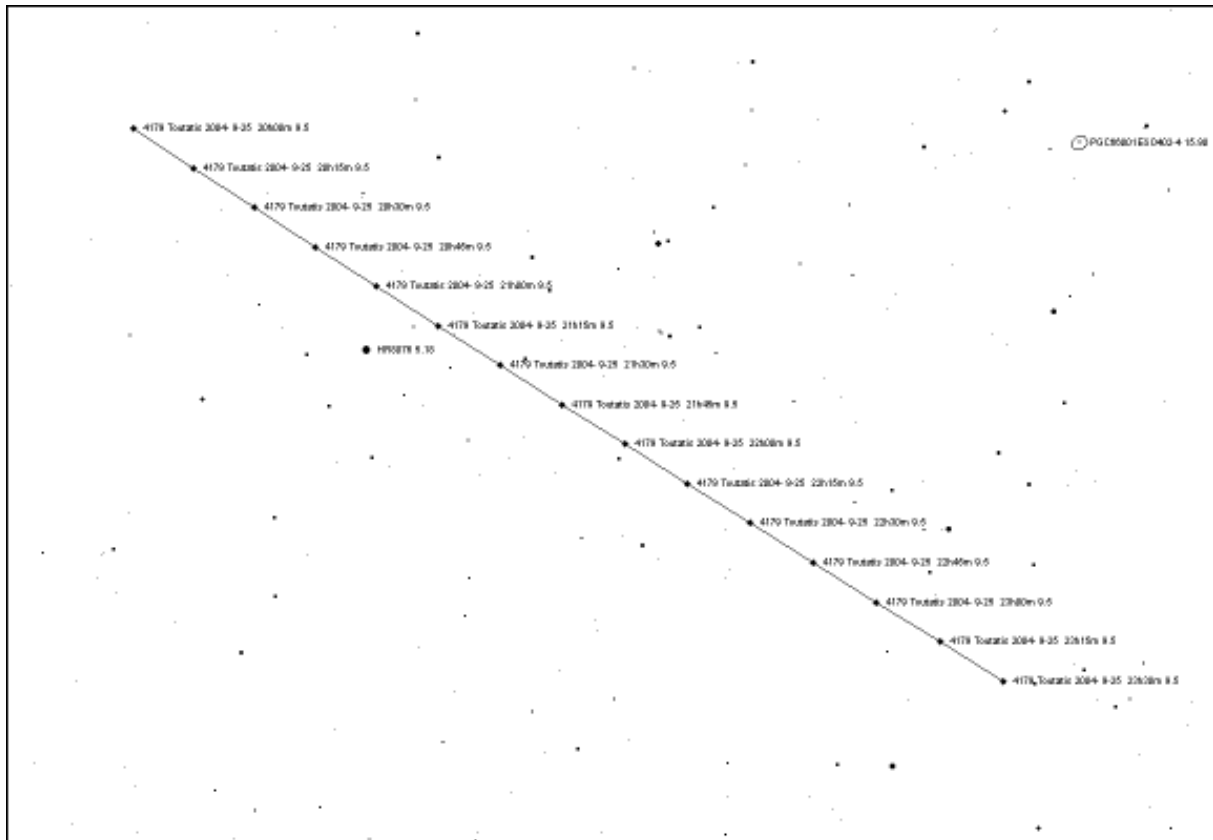 4179 Toutatis 2004- 9-25 20h00m 9.5
4179 Toutatis 2004- 9-25 20h15m 9.5
4179 Toutatis 2004- 9-25 20h30m 9.5
4179 Toutatis 2004- 9-25 20h45m 9.5
4179 Toutatis 2004- 9-25 21h00m 9.5
4179 Toutatis 2004- 9-25 21h15m 9.5
4179 Toutatis 2004- 9-25 21h30m 9.5
4179 Toutatis 2004- 9-25 21h45m 9.5
4179 Toutatis 2004- 9-25 22h00m 9.5
4179 Toutatis 2004- 9-25 22h15m 9.5
4179 Toutatis 2004- 9-25 22h30m 9.5
4179 Toutatis 2004- 9-25 22h45m 9.5
4179 Toutatis 2004- 9-25 23h00m 9.5
4179 Toutatis 2004- 9-25 23h15m 9.5
4179 Toutatis 2004- 9-25 23h30m 9.5